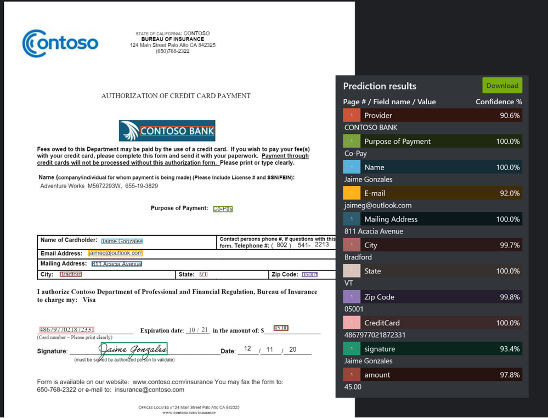 Contoso
STATE OF CALIFORNIA: CONTOSO
BUREAU OF INSURANCE
124 Main Street Palo Alto CA 842325
(650)768-2322
AUTHORIZATION OF CREDIT CARD PAYMENT
CONTOSO BANK
Fees owed to this Department may be paid by the use of a credit card. If you wish to pay your fee(s)
with your credit card, please complete this form and send it with your paperwork. Payment through
credit cards will not be processed without this authorization form. Please print or type clearly.
Name (company/individual for whom payment is being made) (Please Include License # and SSN/FEIN):
Adventure Works M5672203W, 655-19-3829
Purpose of Payment: Co-Pay
Name of Cardholder: Jaime Gonzales
Contact persons phone #, if questions with this
form. Telephone #: ( 802 ) 541- 2213
Email Address: jaimeg@outlook.com
Mailing Address: 811 Acacia Avenue
City: Bradford State: VT Zip Code: 05001
I authorize Contoso Department of Professional and Financial Regulation, Bureau of Insurance
to charge my: Visa
4867977021872331 Expiration date: 10 / 21 in the amount of: $ 45.00
(Card number – Please print clearly)
Signature: Jaime Gonzales Date: 12 / 11 / 20
(must be signed by authorized person to validate)
Form is available on our website: www.contoso.com/insurance You may fax the form to:
650-768-2322 or e-mail to: insurance@contoso.com
OFFICES LOCATED AT 124 Main Street Palo Alto CA 842325
www.contoso.com/insurance
Prediction results
Download
Page # / Field name / Value Confidence %
Provider 90.6%
CONTOSO BANK
Purpose of Payment 100.0%
Co-Pay
Name 100.0%
Jaime Gonzales
E-mail 92.0%
jaimeg@outlook.com
Mailing Address 100.0%
811 Acacia Avenue
City 99.7%
Bradford
State 100.0%
VT
Zip Code 99.8%
05001
CreditCard 100.0%
4867977021872331
signature 93.4%
Jaime Gonzales
amount 97.8%
45.00